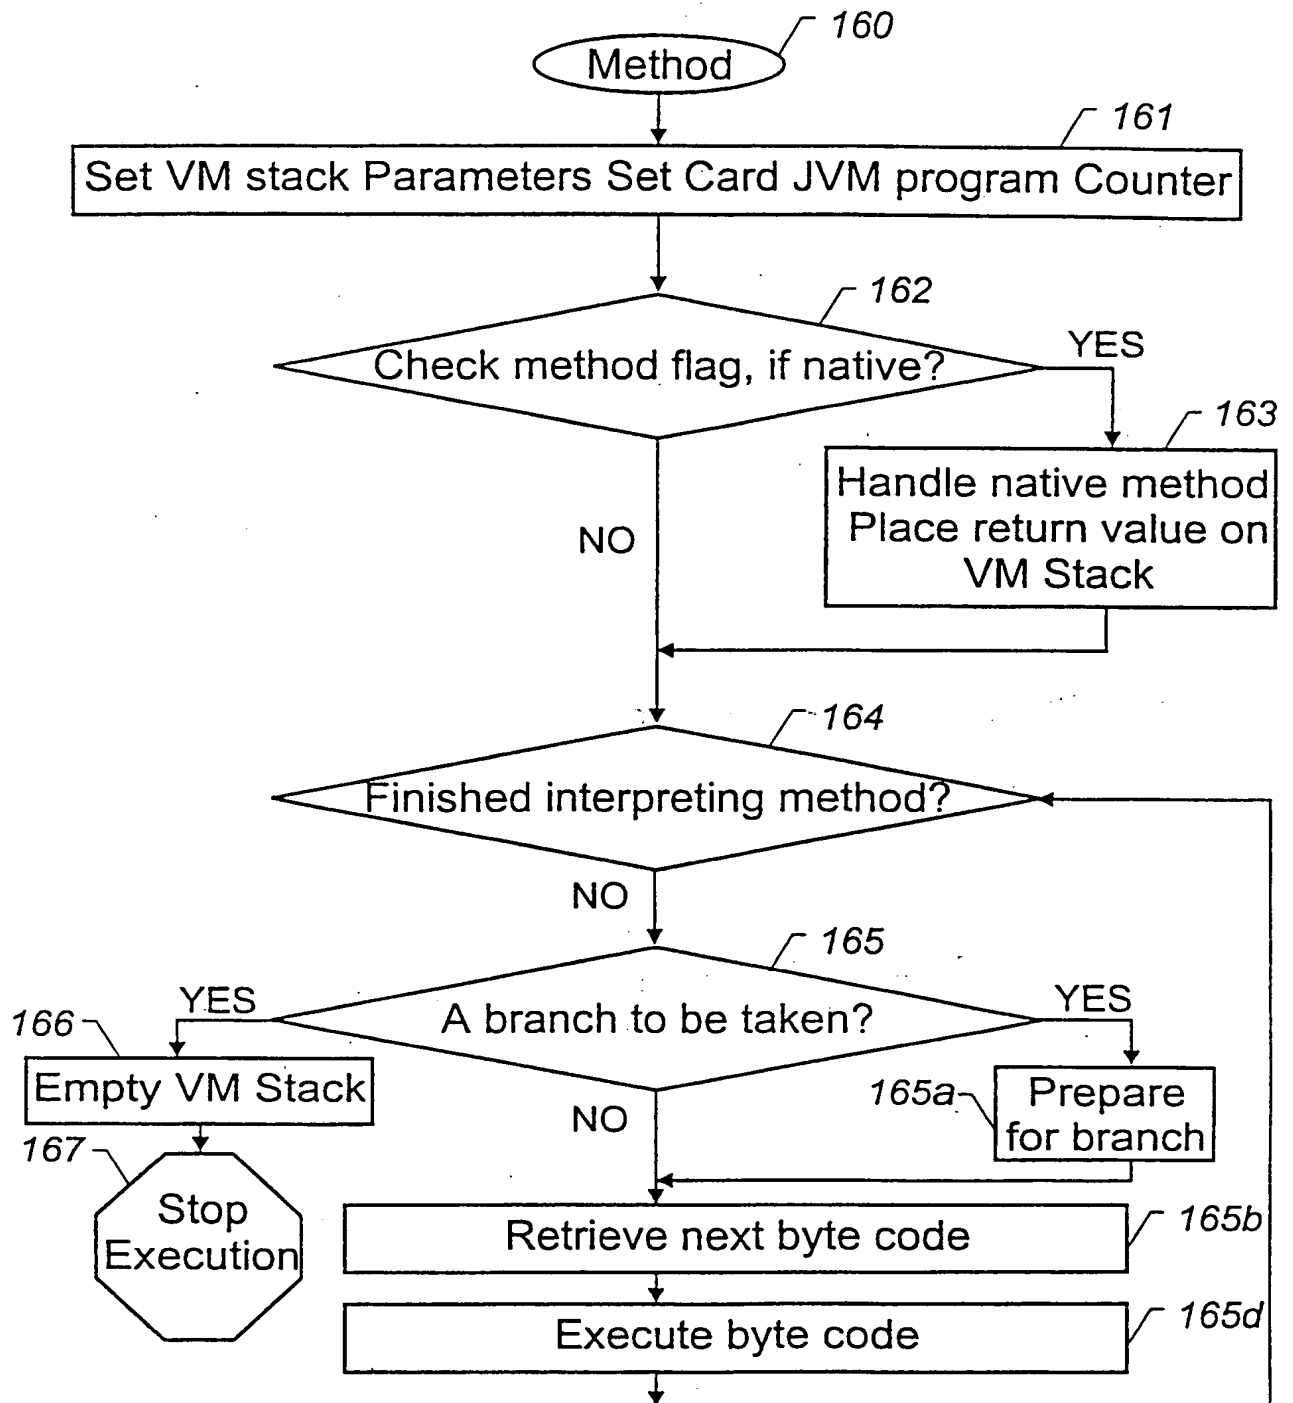 160
Method
161
Set VM stack Parameters Set Card JVM program Counter
162
Check method flag, if native?
YES
163
Handle native method
Place return value on
VM Stack
NO
164
Finished interpreting method?
NO
165
YES
A branch to be taken?
YES
166
Empty VM Stack
165a
Prepare
for branch
NO
167
Stop
Execution
Retrieve next byte code
165b
Execute byte code
165d